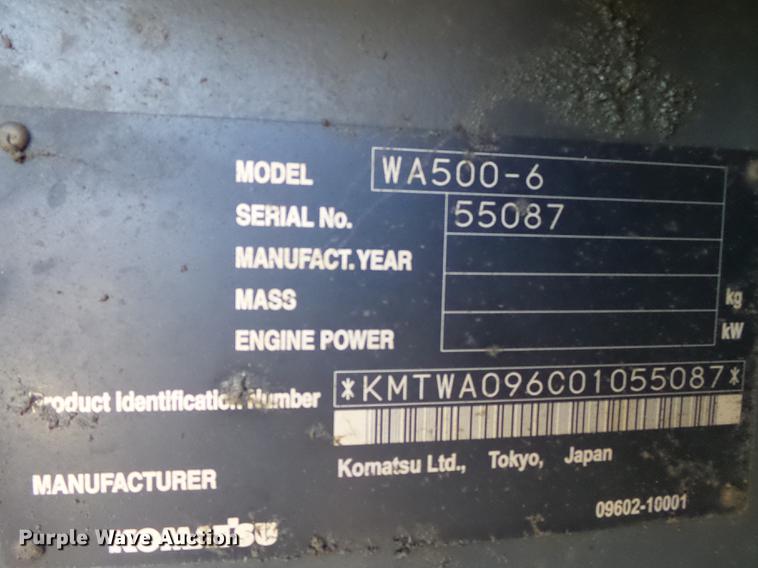 MODEL WA500-6
SERIAL No. 55087
MANUFACT. YEAR
MASS kg
ENGINE POWER kW
Product Identification Number *KMTWA096C01055087*
MANUFACTURER Komatsu Ltd., Tokyo, Japan
KOMATSU 09602-10001
Purple Wave Auction